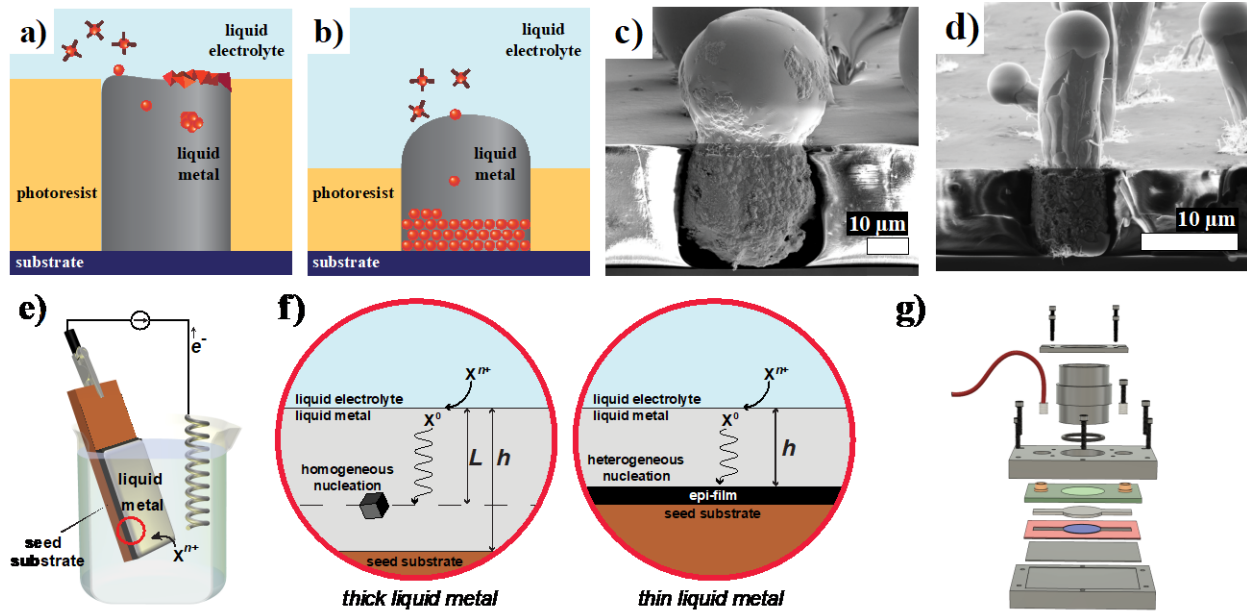 a)
liquid
electrolyte
liquid
metal
photoresist
substrate
b)
liquid
electrolyte
liquid
metal
photoresist
substrate
c)
10 µm
d)
10 µm
e)
e-
liquid
metal
seed
substrate
Xⁿ⁺
f)
Xⁿ⁺
liquid electrolyte
liquid metal
X⁰
L
h
homogeneous
nucleation
seed substrate
thick liquid metal
Xⁿ⁺
liquid electrolyte
liquid metal
X⁰
h
heterogeneous
nucleation
epi-film
seed substrate
thin liquid metal
g)